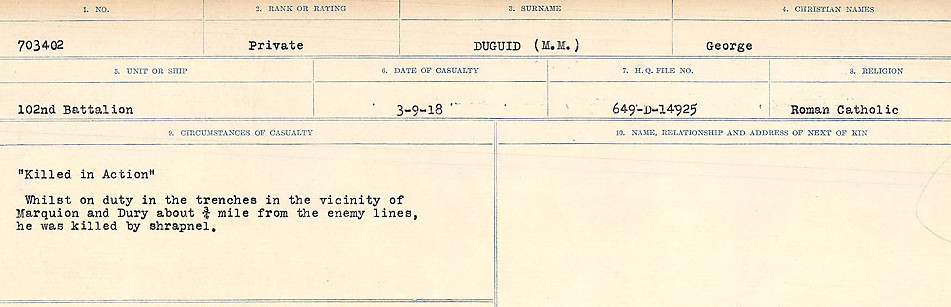 1. NO. 2. RANK OR RATING 3. SURNAME 4. CHRISTIAN NAMES
703402 Private DUGUID (M.M.) George
5. UNIT OR SHIP 6. DATE OF CASUALTY 7. H.Q. FILE NO. 8. RELIGION
102nd Battalion 3-9-18 649-D-14925 Roman Catholic
9. CIRCUMSTANCES OF CASUALTY 10. NAME, RELATIONSHIP AND ADDRESS OF NEXT OF KIN
"Killed in Action"
Whilst on duty in the trenches in the vicinity of
Marquion and Dury about ¾ mile from the enemy lines,
he was killed by shrapnel.